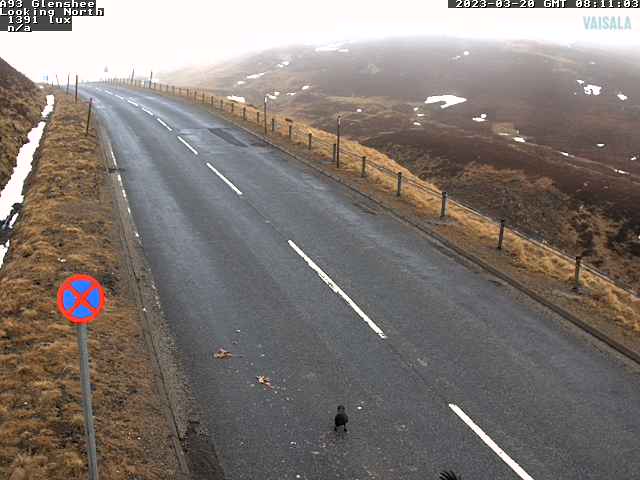 A93 Glenshee
2023-03-20 GMT 08:11:03
Looking North
1391 lux
n/a
VAISALA